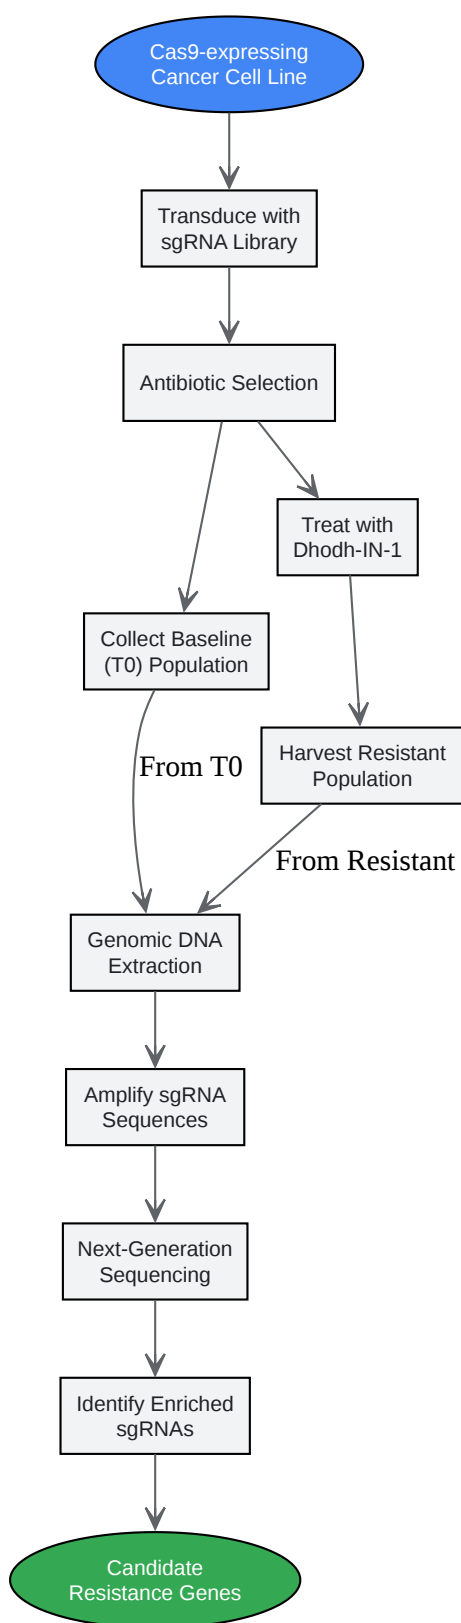 Cas9-expressing
Cancer Cell Line
Transduce with
sgRNA Library
Antibiotic Selection
Treat with
Dhodh-IN-1
Collect Baseline
(T0) Population
From T0
Harvest Resistant
Population
From Resistant
Genomic DNA
Extraction
Amplify sgRNA
Sequences
Next-Generation
Sequencing
Identify Enriched
sgRNAs
Candidate
Resistance Genes